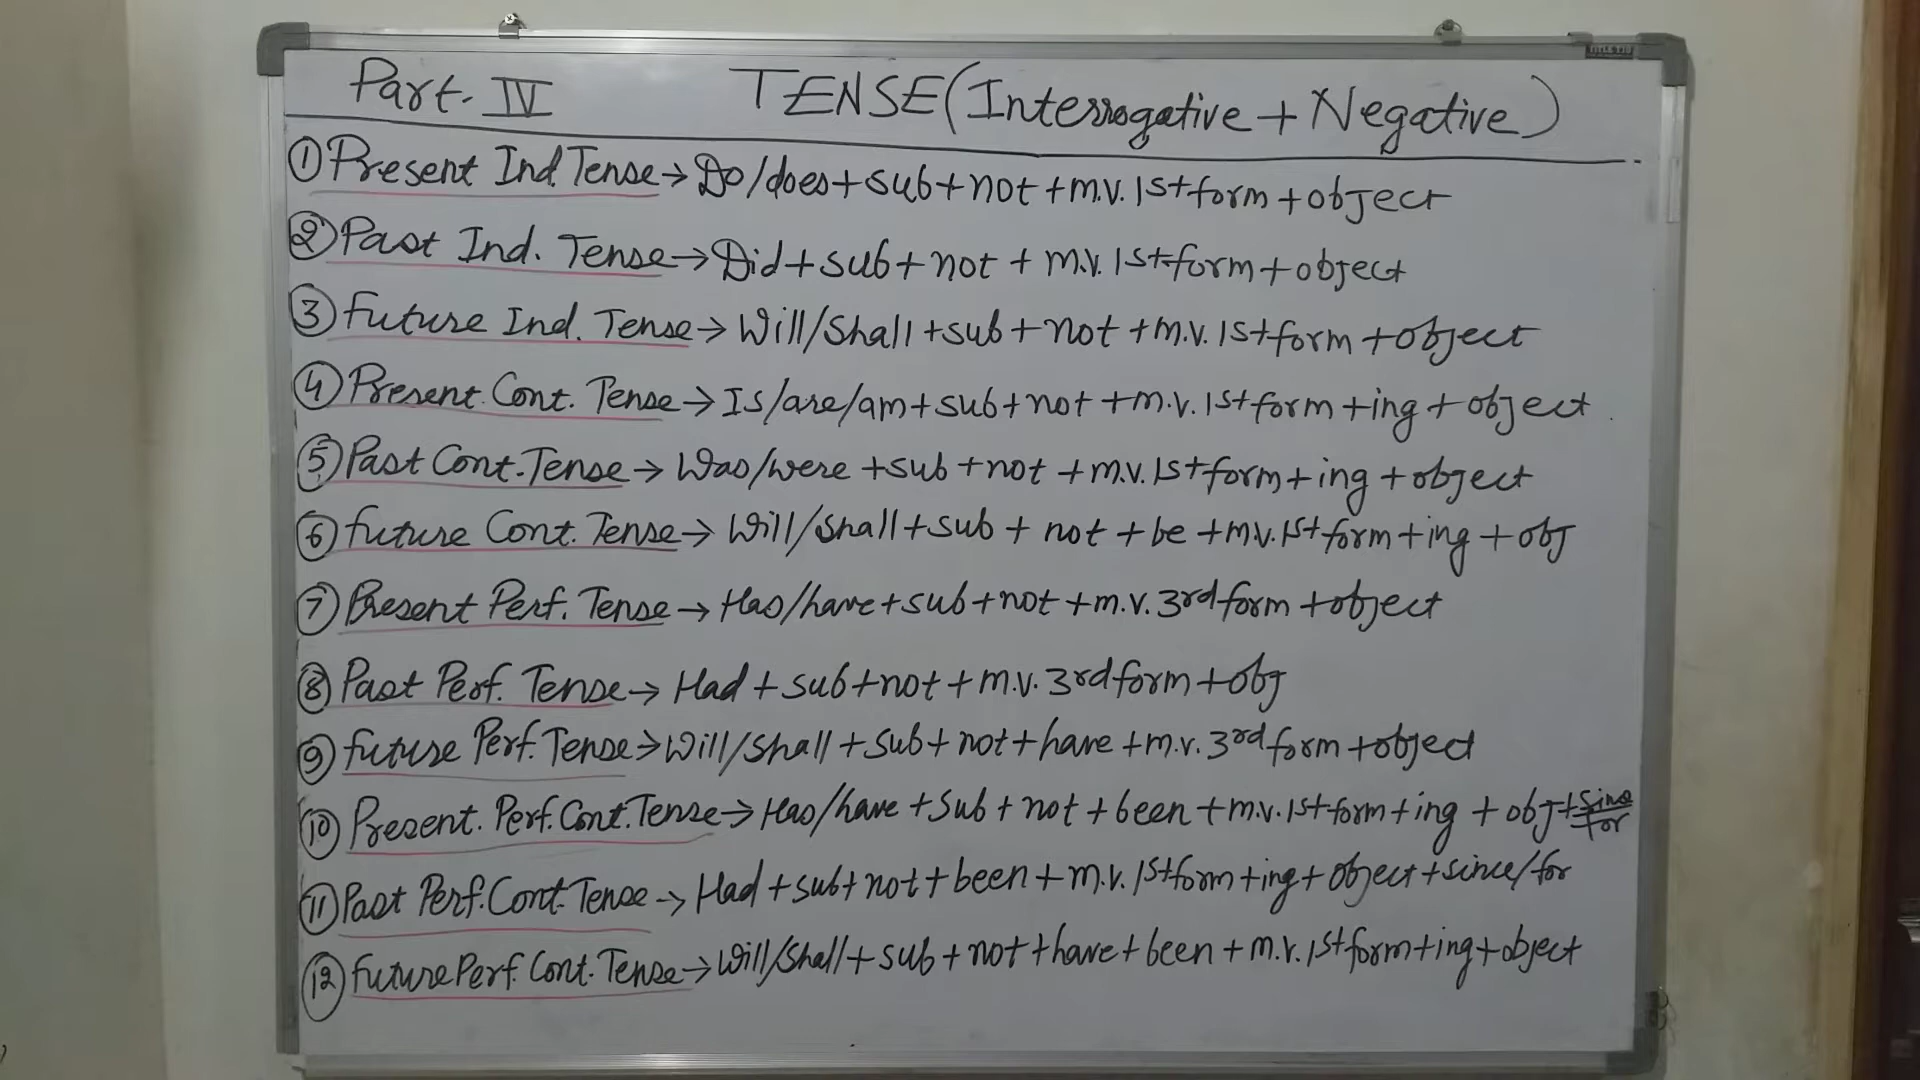 Part. IV TENSE (Interrogative + Negative)
① Present Ind. Tense → Do/does + sub + not + m.v. 1st form + object
② Past Ind. Tense → Did + sub + not + m.v. 1st form + object
③ Future Ind. Tense → Will/Shall + sub + not + m.v. 1st form + object
④ Present Cont. Tense → Is/are/am + sub + not + m.v. 1st form + ing + object
⑤ Past Cont. Tense → Was/were + sub + not + m.v. 1st form + ing + object
⑥ Future Cont. Tense → Will/Shall + sub + not + be + m.v. 1st form + ing + obj
⑦ Present Perf. Tense → Has/have + sub + not + m.v. 3rd form + object
⑧ Past Perf. Tense → Had + sub + not + m.v. 3rd form + obj
⑨ Future Perf. Tense → Will/Shall + sub + not + have + m.v. 3rd form + object
⑩ Present. Perf. Cont. Tense → Has/have + sub + not + been + m.v. 1st form + ing + obj + since/for
⑪ Past Perf. Cont. Tense → Had + sub + not + been + m.v. 1st form + ing + object + since/for
⑫ Future Perf. Cont. Tense → Will/Shall + sub + not + have + been + m.v. 1st form + ing + object